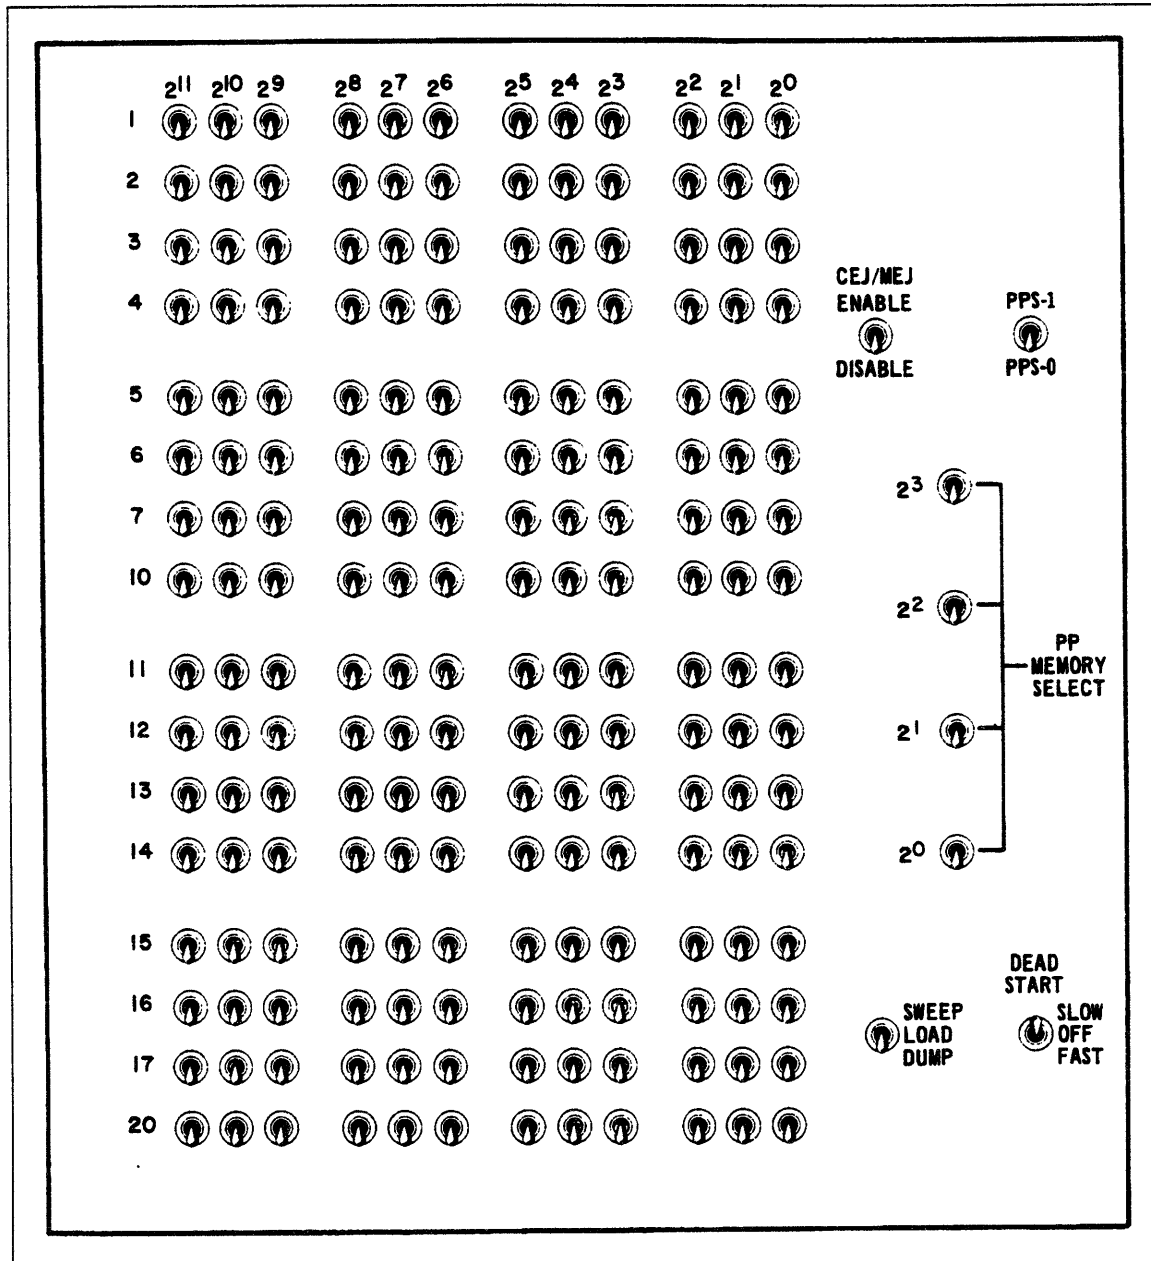 2¹¹ 2¹⁰ 2⁹ 2⁸ 2⁷ 2⁶ 2⁵ 2⁴ 2³ 2² 2¹ 2⁰
1
2
3
4
5
6
7
10
11
12
13
14
15
16
17
20
CEJ/MEJ
ENABLE
DISABLE
PPS-1
PPS-0
2³
2²
2¹
2⁰
PP
MEMORY
SELECT
SWEEP
LOAD
DUMP
DEAD
START
SLOW
OFF
FAST